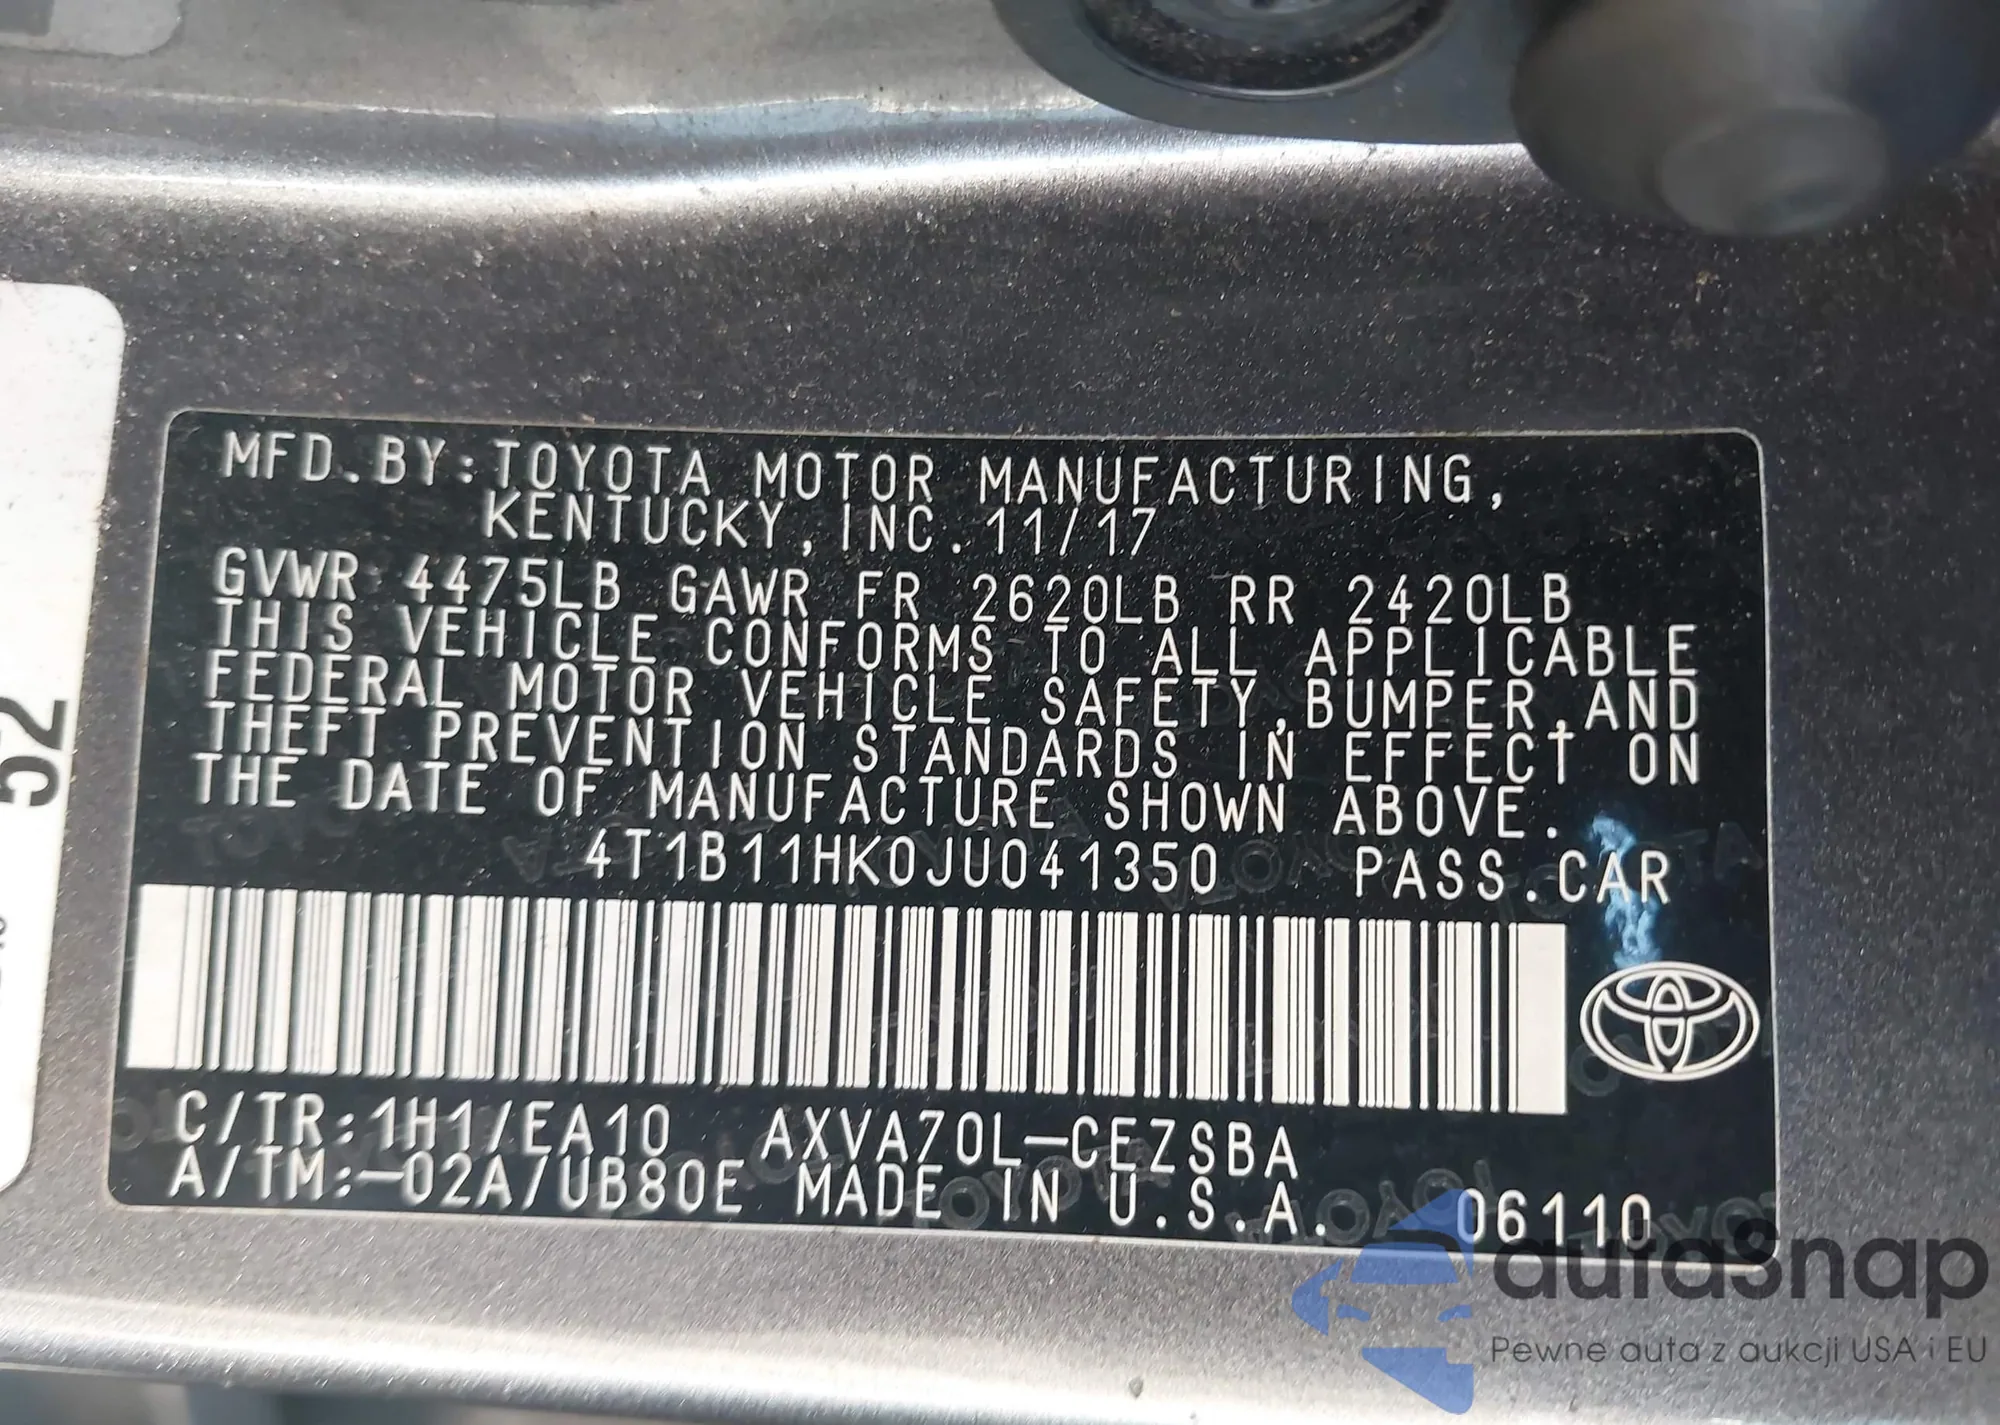 MFD.BY:TOYOTA MOTOR MANUFACTURING,
KENTUCKY,INC.11/17
GVWR 4475LB GAWR FR 2620LB RR 2420LB
THIS VEHICLE CONFORMS TO ALL APPLICABLE
FEDERAL MOTOR VEHICLE SAFETY,BUMPER,AND
THEFT PREVENTION STANDARDS IN EFFECT ON
THE DATE OF MANUFACTURE SHOWN ABOVE.
4T1B11HK0JU041350 PASS.CAR
C/TR:1H1/EA10 AXVA70L-CEZSBA
A/TM:-02A/UB80E MADE IN U.S.A. 06110
52
autaSnap
Pewne auta z aukcji USA i EU